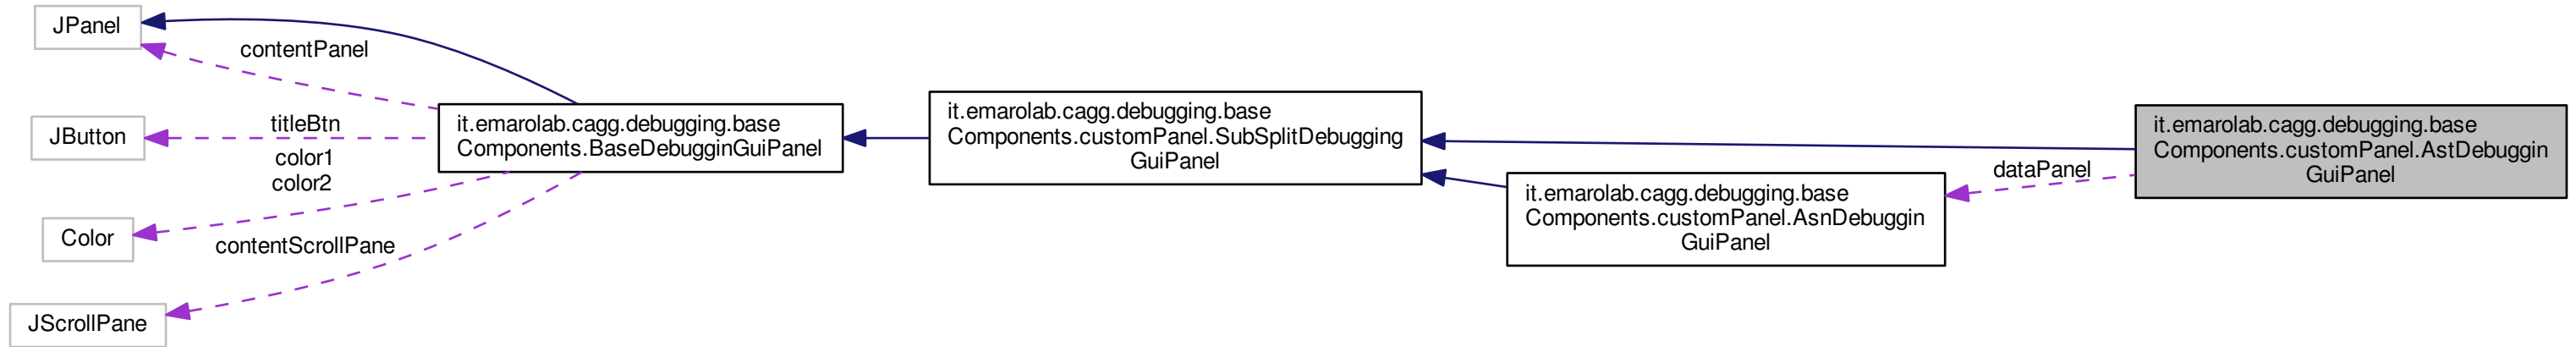 JPanel
contentPanel
JButton
titleBtn
color1
color2
Color
contentScrollPane
JScrollPane
it.emarolab.cagg.debugging.base
Components.BaseDebugginGuiPanel
it.emarolab.cagg.debugging.base
Components.customPanel.SubSplitDebugging
GuiPanel
it.emarolab.cagg.debugging.base
Components.customPanel.AsnDebuggin
GuiPanel
dataPanel
it.emarolab.cagg.debugging.base
Components.customPanel.AstDebuggin
GuiPanel